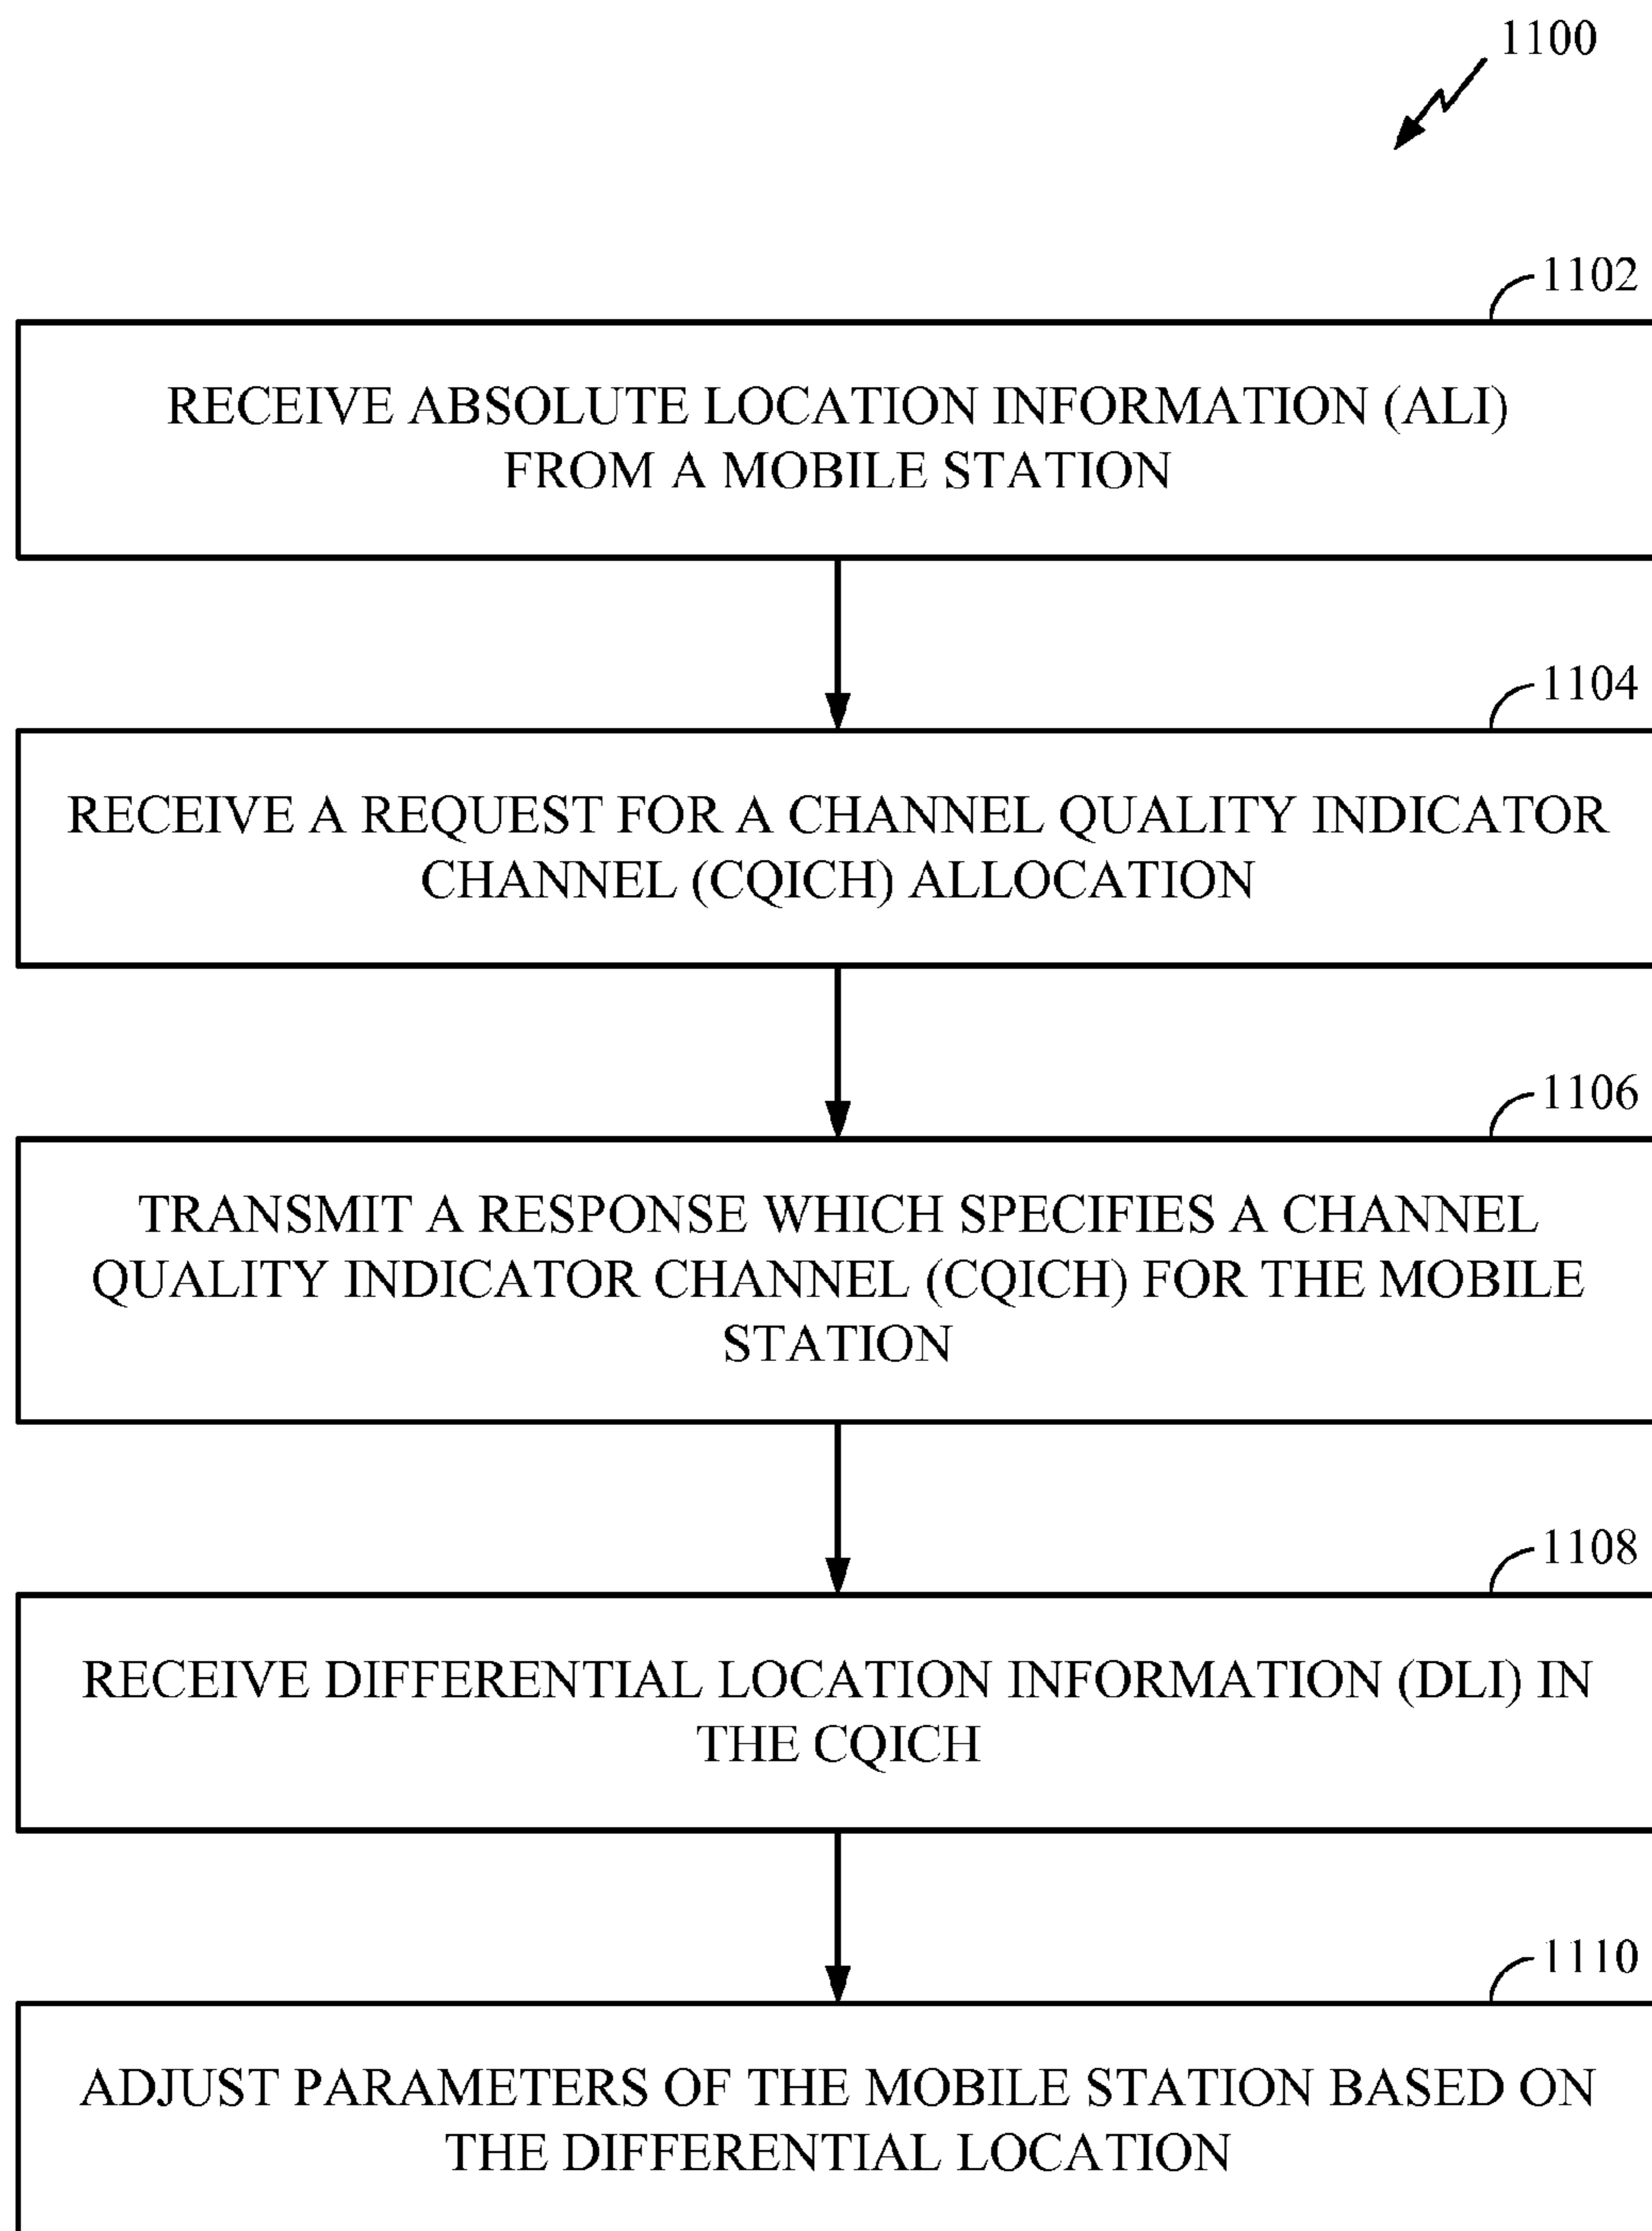 1100
1102
RECEIVE ABSOLUTE LOCATION INFORMATION (ALI)
FROM A MOBILE STATION
1104
RECEIVE A REQUEST FOR A CHANNEL QUALITY INDICATOR
CHANNEL (CQICH) ALLOCATION
1106
TRANSMIT A RESPONSE WHICH SPECIFIES A CHANNEL
QUALITY INDICATOR CHANNEL (CQICH) FOR THE MOBILE
STATION
1108
RECEIVE DIFFERENTIAL LOCATION INFORMATION (DLI) IN
THE CQICH
1110
ADJUST PARAMETERS OF THE MOBILE STATION BASED ON
THE DIFFERENTIAL LOCATION